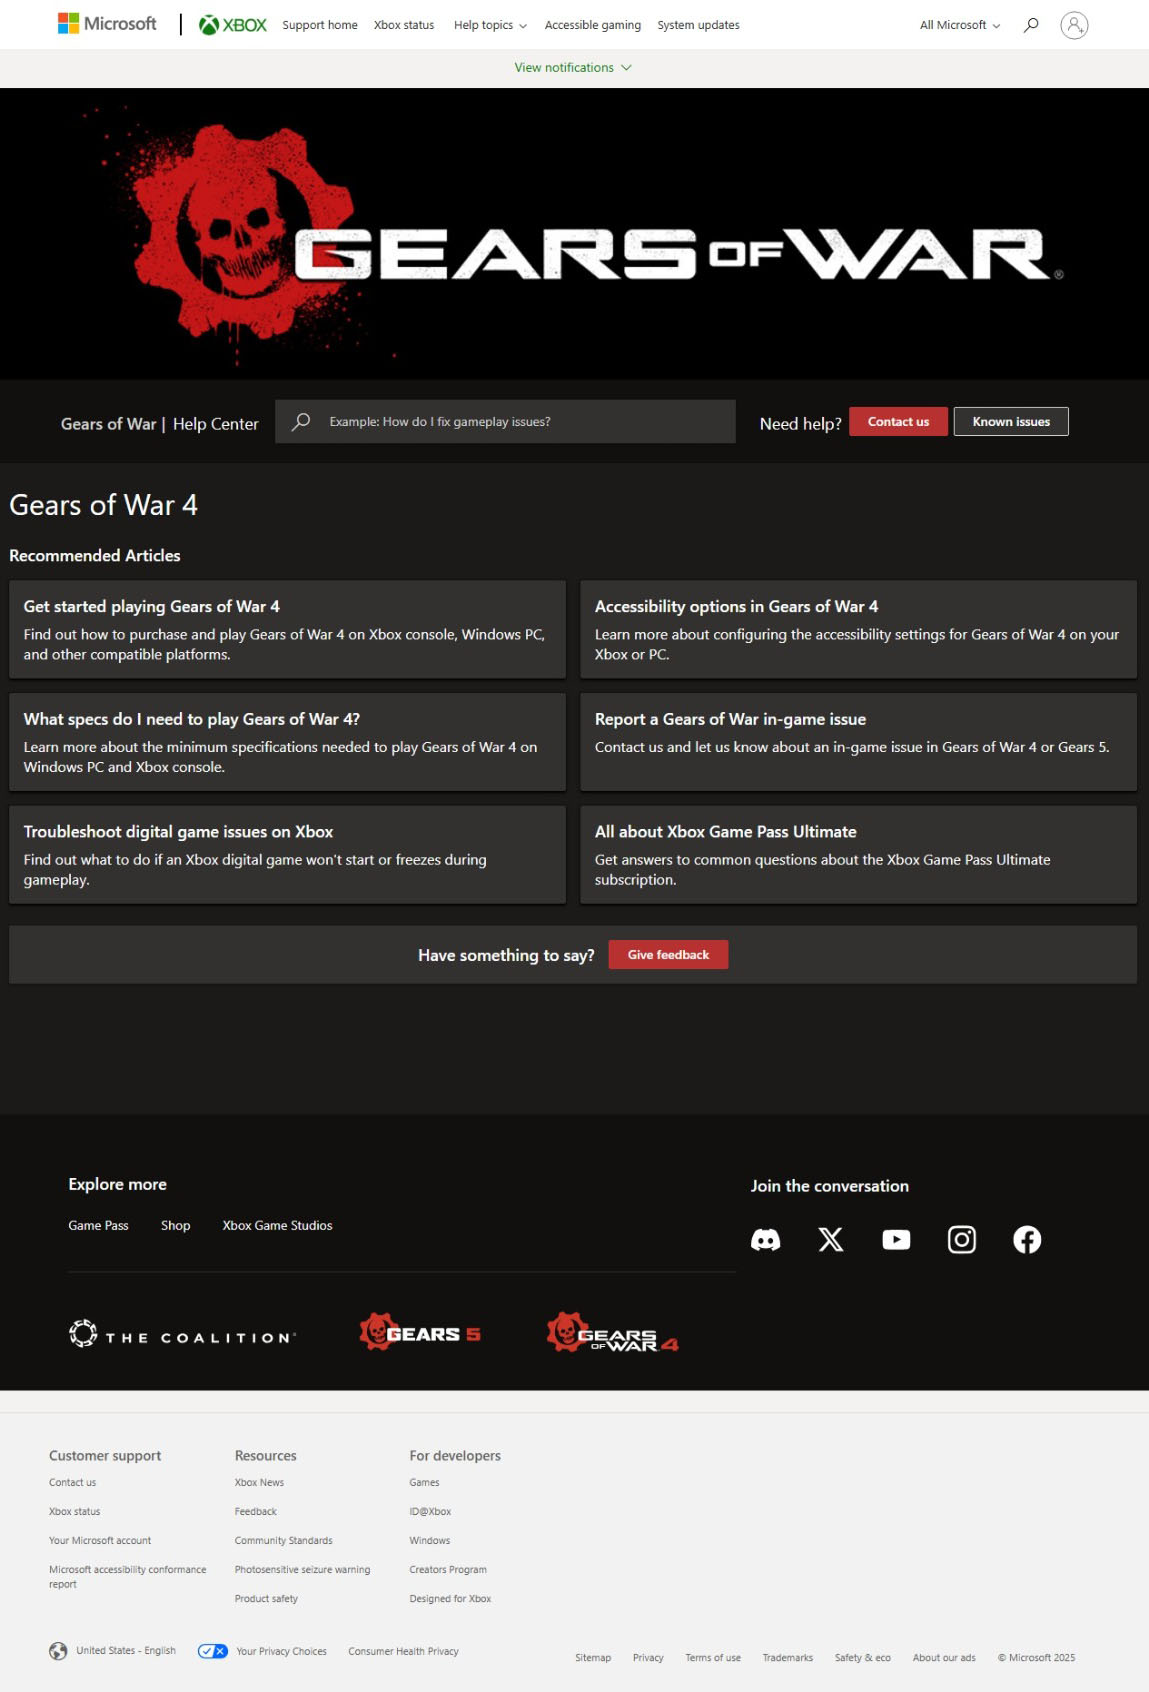 Microsoft
XBOX
Support home
Xbox status
Help topics
Accessible gaming
System updates
All Microsoft
View notifications
GEARS OF WAR®
Gears of War | Help Center
Example: How do I fix gameplay issues?
Need help?
Contact us
Known issues
Gears of War 4
Recommended Articles
Get started playing Gears of War 4
Find out how to purchase and play Gears of War 4 on Xbox console, Windows PC,
and other compatible platforms.
Accessibility options in Gears of War 4
Learn more about configuring the accessibility settings for Gears of War 4 on your
Xbox or PC.
What specs do I need to play Gears of War 4?
Learn more about the minimum specifications needed to play Gears of War 4 on
Windows PC and Xbox console.
Report a Gears of War in-game issue
Contact us and let us know about an in-game issue in Gears of War 4 or Gears 5.
Troubleshoot digital game issues on Xbox
Find out what to do if an Xbox digital game won't start or freezes during
gameplay.
All about Xbox Game Pass Ultimate
Get answers to common questions about the Xbox Game Pass Ultimate
subscription.
Have something to say?
Give feedback
Explore more
Game Pass
Shop
Xbox Game Studios
Join the conversation
THE COALITION
GEARS 5
GEARS
OF WAR 4
Customer support
Contact us
Xbox status
Your Microsoft account
Microsoft accessibility conformance
report
Resources
Xbox News
Feedback
Community Standards
Photosensitive seizure warning
Product safety
For developers
Games
ID@Xbox
Windows
Creators Program
Designed for Xbox
United States - English
Your Privacy Choices
Consumer Health Privacy
Sitemap
Privacy
Terms of use
Trademarks
Safety & eco
About our ads
© Microsoft 2025